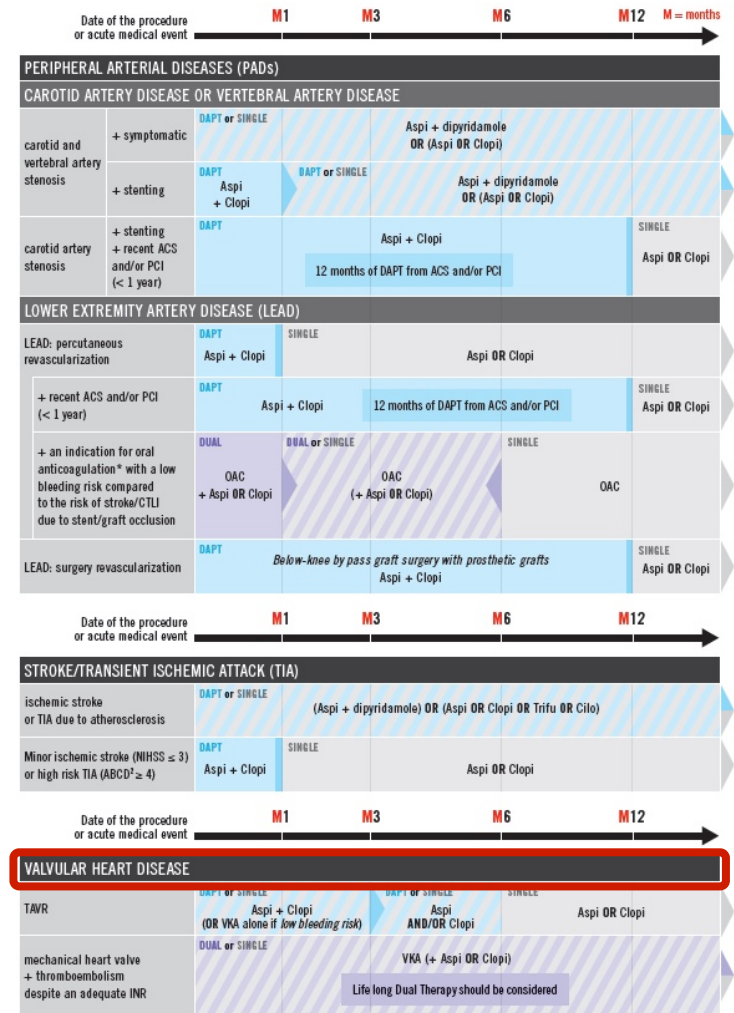 Date of the procedure
or acute medical event
M1 M3 M6 M12 M = months
PERIPHERAL ARTERIAL DISEASES (PADs)
CAROTID ARTERY DISEASE OR VERTEBRAL ARTERY DISEASE
carotid and
vertebral artery
stenosis
+ symptomatic
DAPT or SINGLE
Aspi + dipyridamole
OR (Aspi OR Clopi)
+ stenting
DAPT
Aspi
+ Clopi
DAPT or SINGLE
Aspi + dipyridamole
OR (Aspi OR Clopi)
carotid artery
stenosis
+ stenting
+ recent ACS
and/or PCI
(< 1 year)
DAPT
Aspi + Clopi
12 months of DAPT from ACS and/or PCI
SINGLE
Aspi OR Clopi
LOWER EXTREMITY ARTERY DISEASE (LEAD)
LEAD: percutaneous
revascularization
DAPT
Aspi + Clopi
SINGLE
Aspi OR Clopi
+ recent ACS and/or PCI
(< 1 year)
DAPT
Aspi + Clopi
12 months of DAPT from ACS and/or PCI
SINGLE
Aspi OR Clopi
+ an indication for oral
anticoagulation* with a low
bleeding risk compared
to the risk of stroke/CTLI
due to stent/graft occlusion
DUAL
OAC
+ Aspi OR Clopi
DUAL or SINGLE
OAC
(+ Aspi OR Clopi)
SINGLE
OAC
LEAD: surgery revascularization
DAPT
Below-knee by pass graft surgery with prosthetic grafts
Aspi + Clopi
SINGLE
Aspi OR Clopi
Date of the procedure
or acute medical event
M1 M3 M6 M12
STROKE/TRANSIENT ISCHEMIC ATTACK (TIA)
ischemic stroke
or TIA due to atherosclerosis
DAPT or SINGLE
(Aspi + dipyridamole) OR (Aspi OR Clopi OR Trifu OR Cilo)
Minor ischemic stroke (NIHSS ≤ 3)
or high risk TIA (ABCD² ≥ 4)
DAPT
Aspi + Clopi
SINGLE
Aspi OR Clopi
Date of the procedure
or acute medical event
M1 M3 M6 M12
VALVULAR HEART DISEASE
TAVR
DAPT or SINGLE
Aspi + Clopi
(OR VKA alone if low bleeding risk)
DAPT or SINGLE
Aspi
AND/OR Clopi
SINGLE
Aspi OR Clopi
mechanical heart valve
+ thromboembolism
despite an adequate INR
DUAL or SINGLE
VKA (+ Aspi OR Clopi)
Life long Dual Therapy should be considered